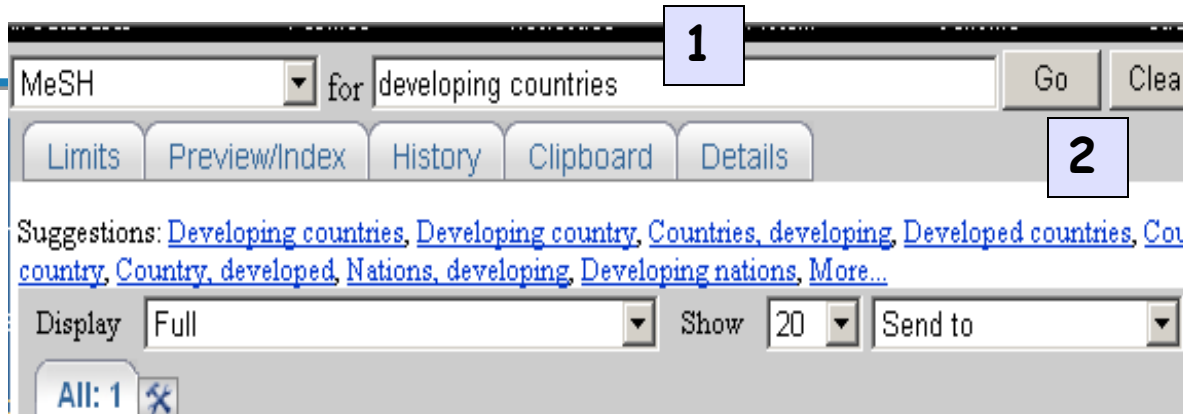 1
MeSH for developing countries Go Clea
Limits Preview/Index History Clipboard Details
2
Suggestions: Developing countries, Developing country, Countries, developing, Developed countries, Cou
country, Country, developed, Nations, developing, Developing nations, More...
Display Full Show 20 Send to
All: 1